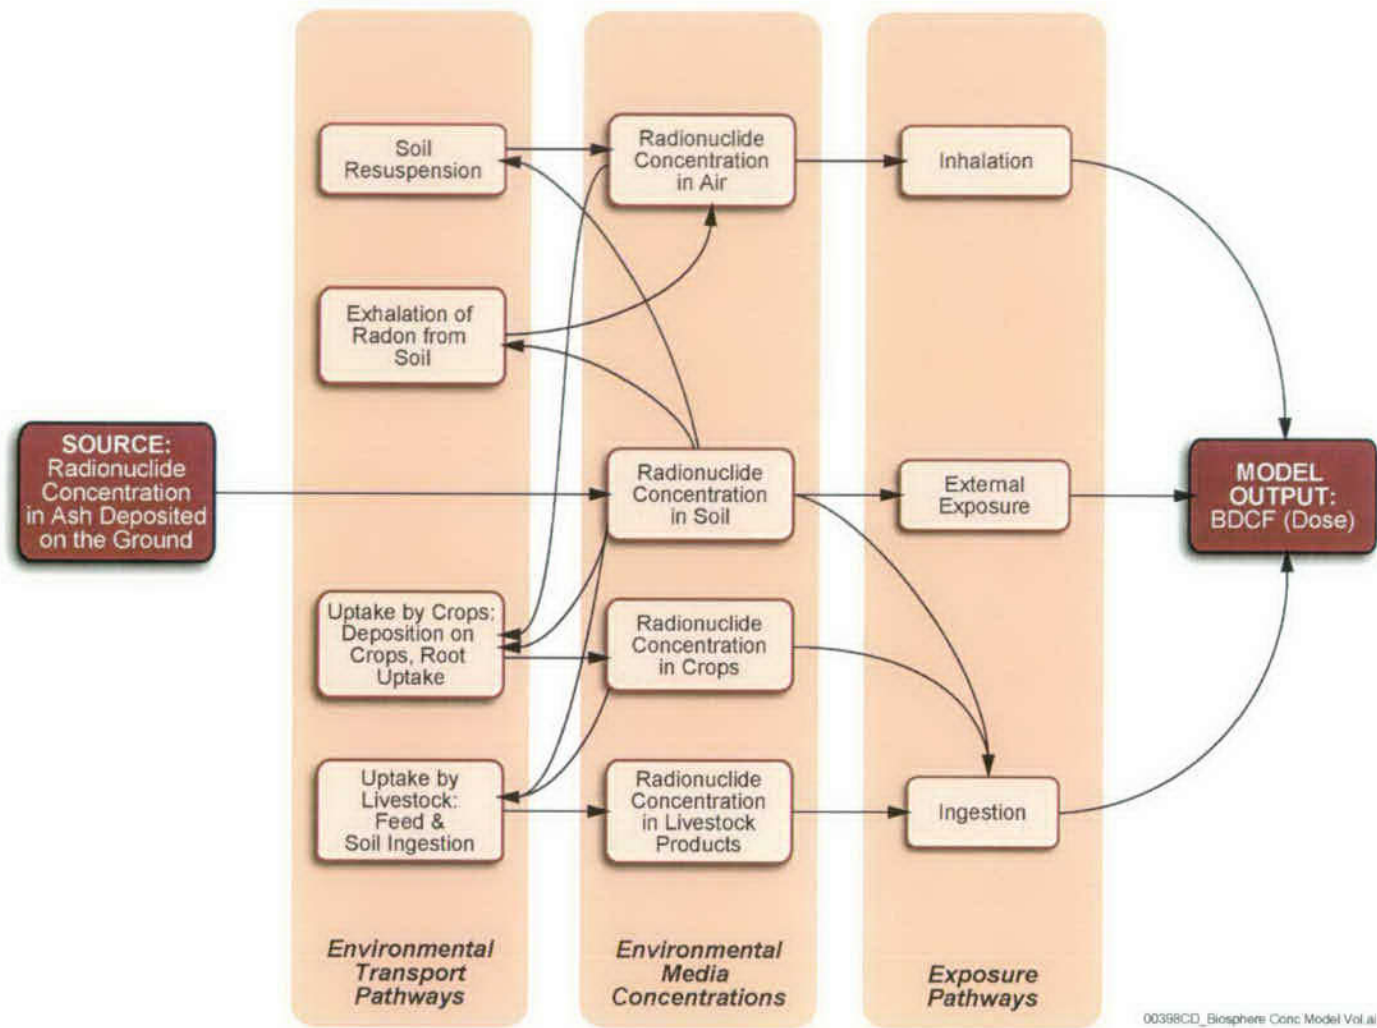 Soil
Resuspension
Radionuclide
Concentration
in Air
Inhalation
Exhalation of
Radon from
Soil
SOURCE:
Radionuclide
Concentration
in Ash Deposited
on the Ground
Radionuclide
Concentration
in Soil
External
Exposure
MODEL
OUTPUT:
BDCF (Dose)
Uptake by Crops:
Deposition on
Crops, Root
Uptake
Radionuclide
Concentration
in Crops
Uptake by
Livestock:
Feed &
Soil Ingestion
Radionuclide
Concentration
in Livestock
Products
Ingestion
Environmental
Transport
Pathways
Environmental
Media
Concentrations
Exposure
Pathways
00398CD_Biosphere Conc Model Vol.ai